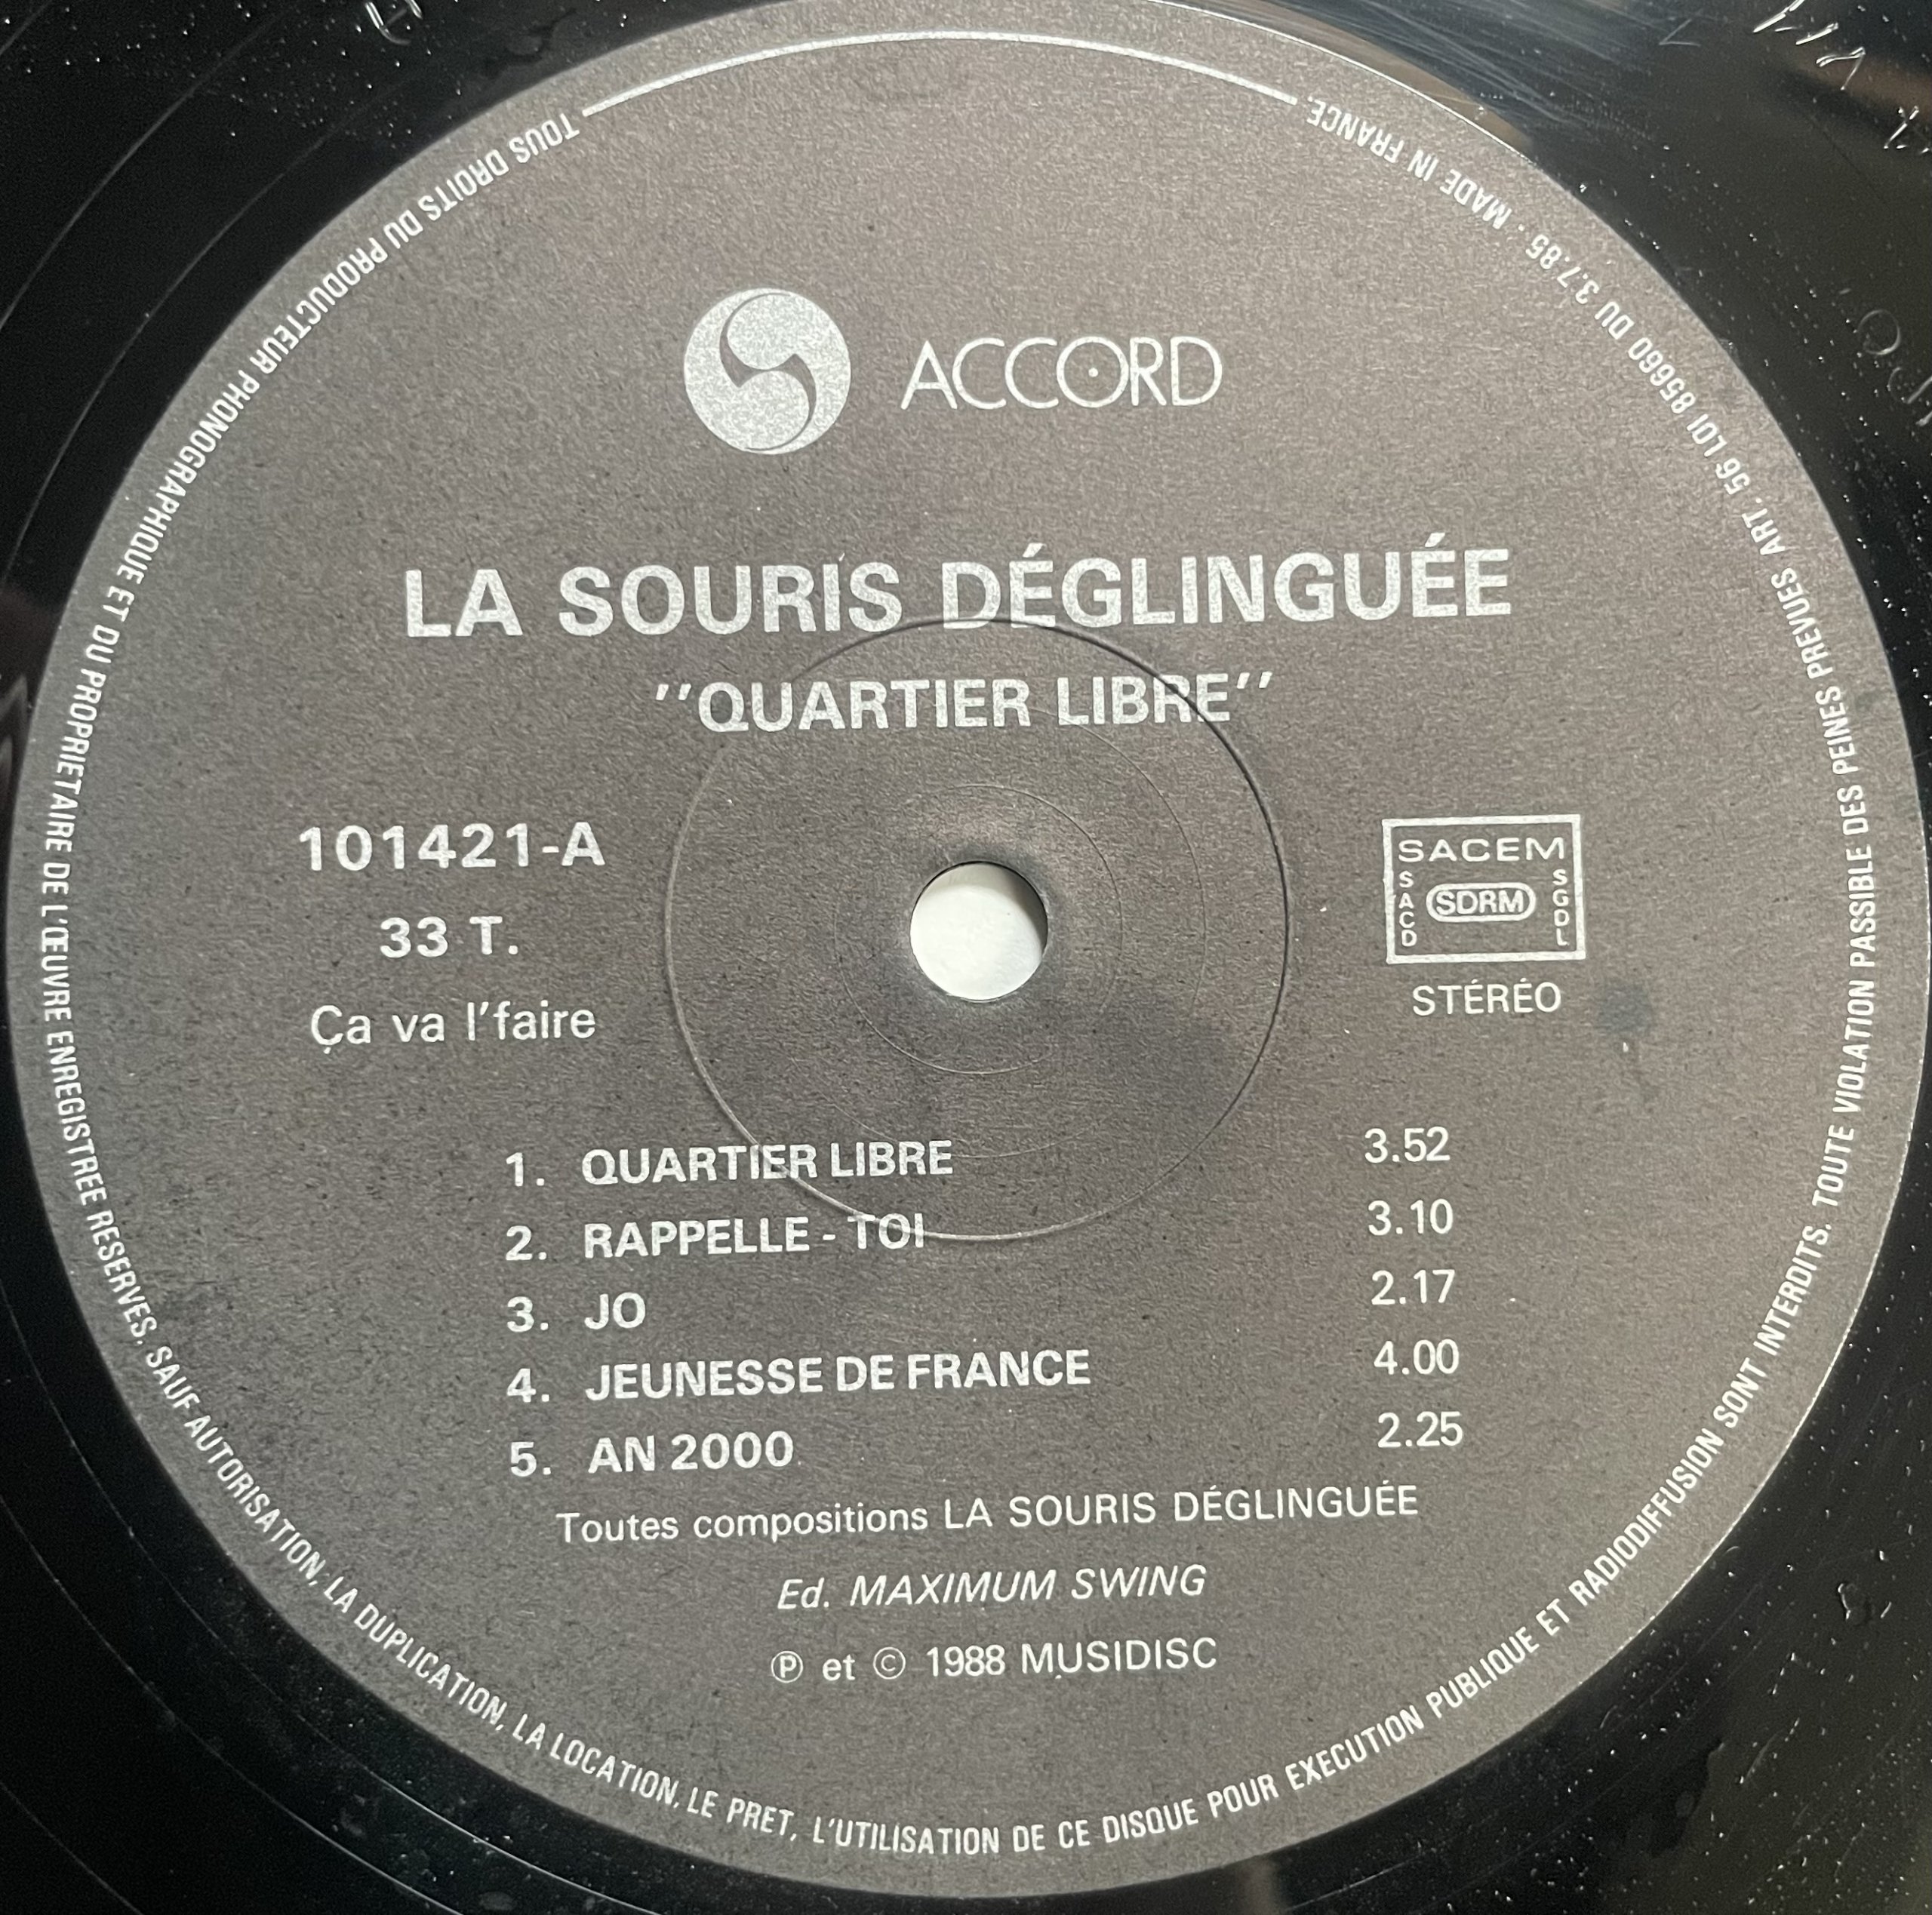 ACCORD
LA SOURIS DÉGLINGUÉE
"QUARTIER LIBRE"
101421-A
33 T.
Ça va l'faire
SACEM
SACD
SDRM
SGDL
STÉRÉO
1. QUARTIER LIBRE 3.52
2. RAPPELLE - TOI 3.10
3. JO 2.17
4. JEUNESSE DE FRANCE 4.00
5. AN 2000 2.25
Toutes compositions LA SOURIS DÉGLINGUÉE
Ed. MAXIMUM SWING
Ⓟ et © 1988 MUSIDISC
TOUS DROITS DU PRODUCTEUR PHONOGRAPHIQUE ET DU PROPRIETAIRE DE L'ŒUVRE ENREGISTREE RESERVES. SAUF AUTORISATION, LA DUPLICATION, LA LOCATION, LE PRET, L'UTILISATION DE CE DISQUE POUR EXECUTION PUBLIQUE ET RADIODIFFUSION SONT INTERDITS. TOUTE VIOLATION PASSIBLE DES PEINES PREVUES ART. 56 LOI 85660 DU 3.7.85 · MADE IN FRANCE.